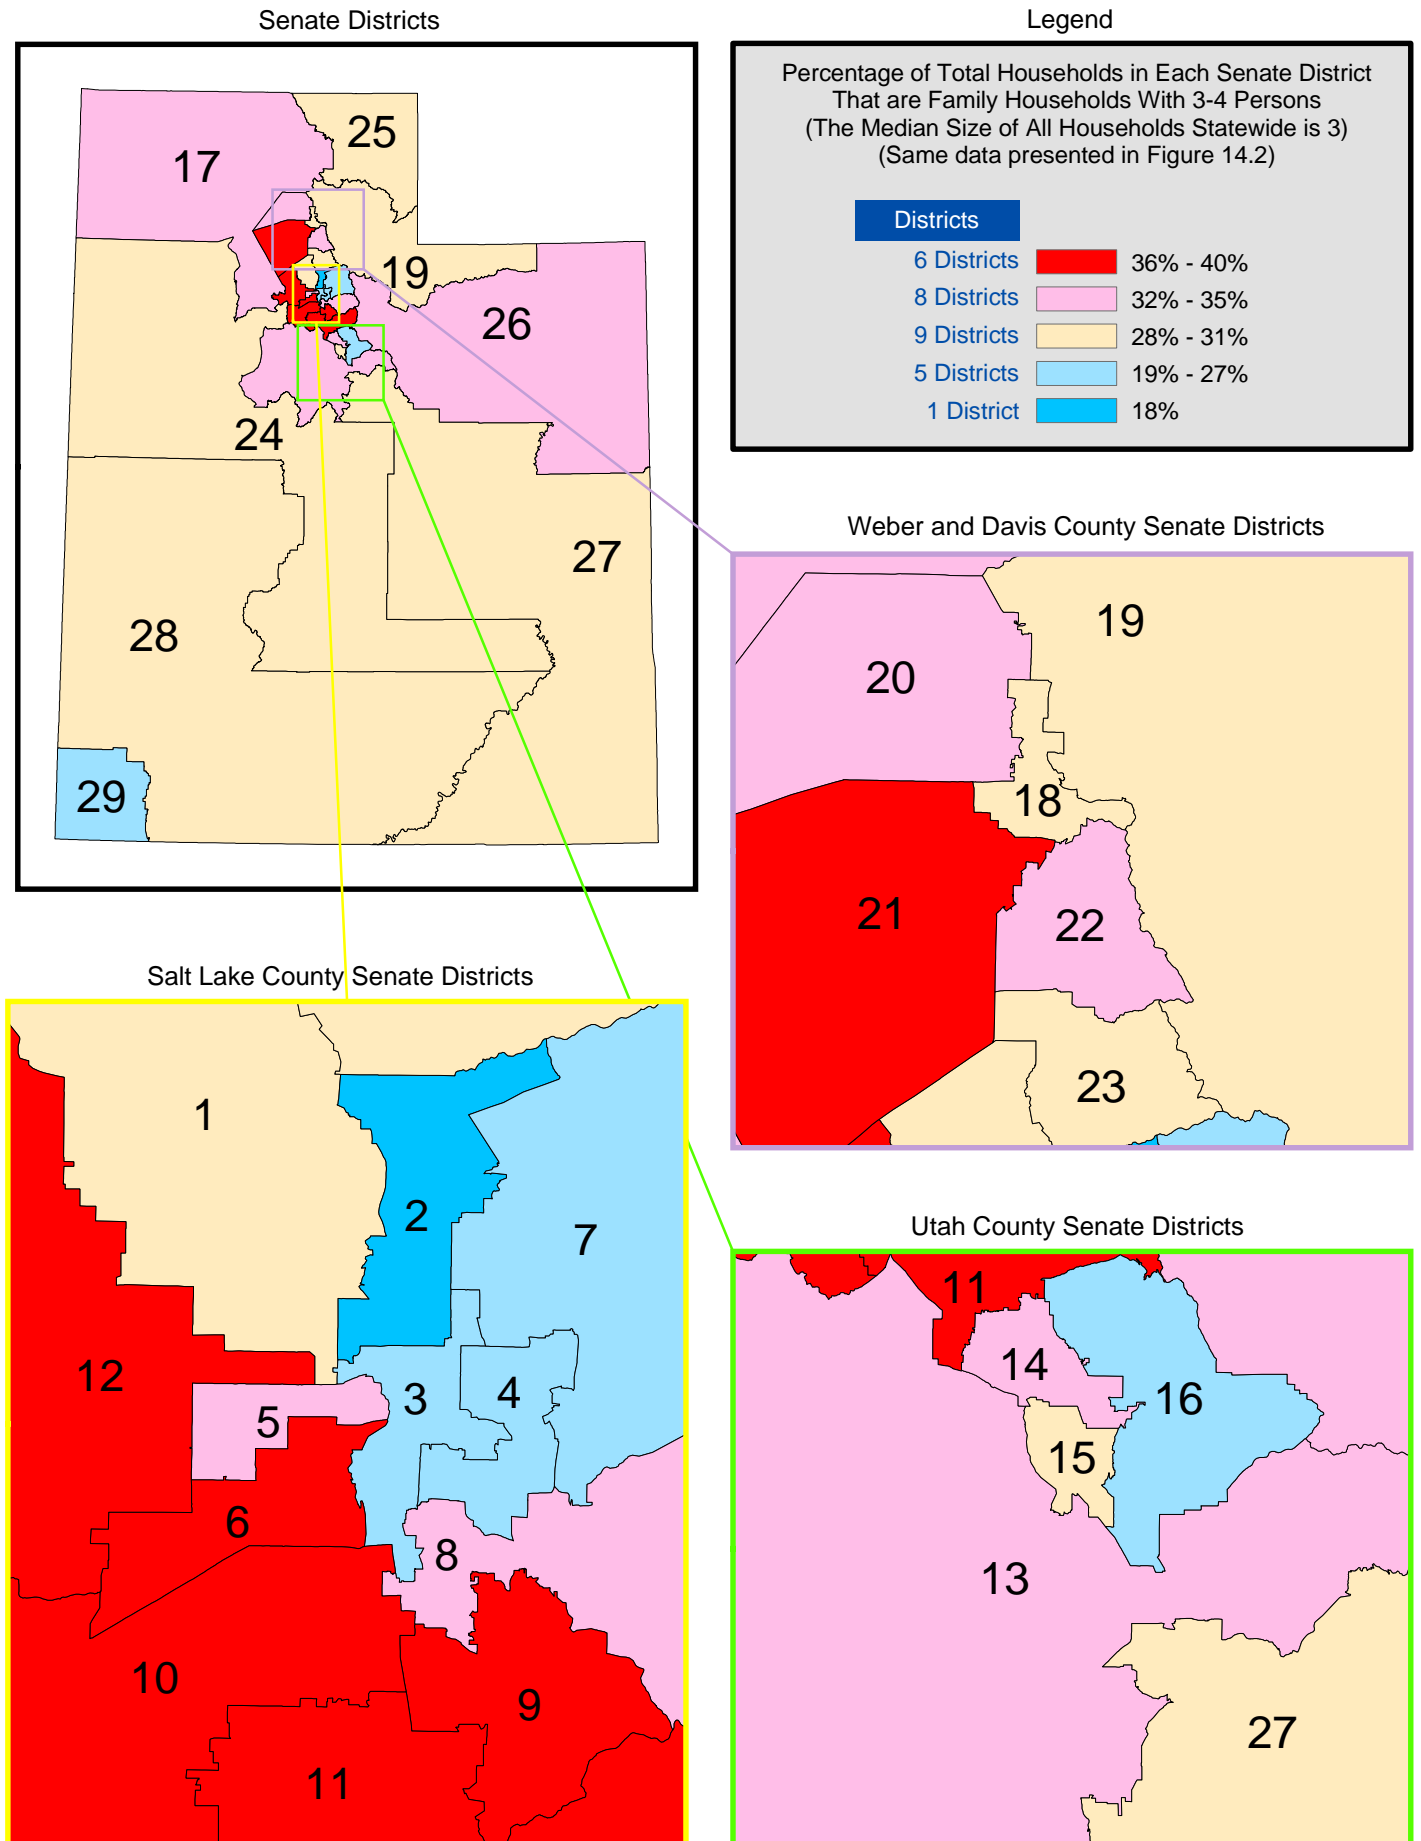 Senate Districts
17
25
19
26
24
27
28
29
Legend
Percentage of Total Households in Each Senate District
That are Family Households With 3-4 Persons
(The Median Size of All Households Statewide is 3)
(Same data presented in Figure 14.2)
Districts
6 Districts 36% - 40%
8 Districts 32% - 35%
9 Districts 28% - 31%
5 Districts 19% - 27%
1 District 18%
Weber and Davis County Senate Districts
19
20
18
21
22
23
Salt Lake County Senate Districts
1
2
7
12
3
4
5
6
8
10
9
11
Utah County Senate Districts
11
14
16
15
13
27